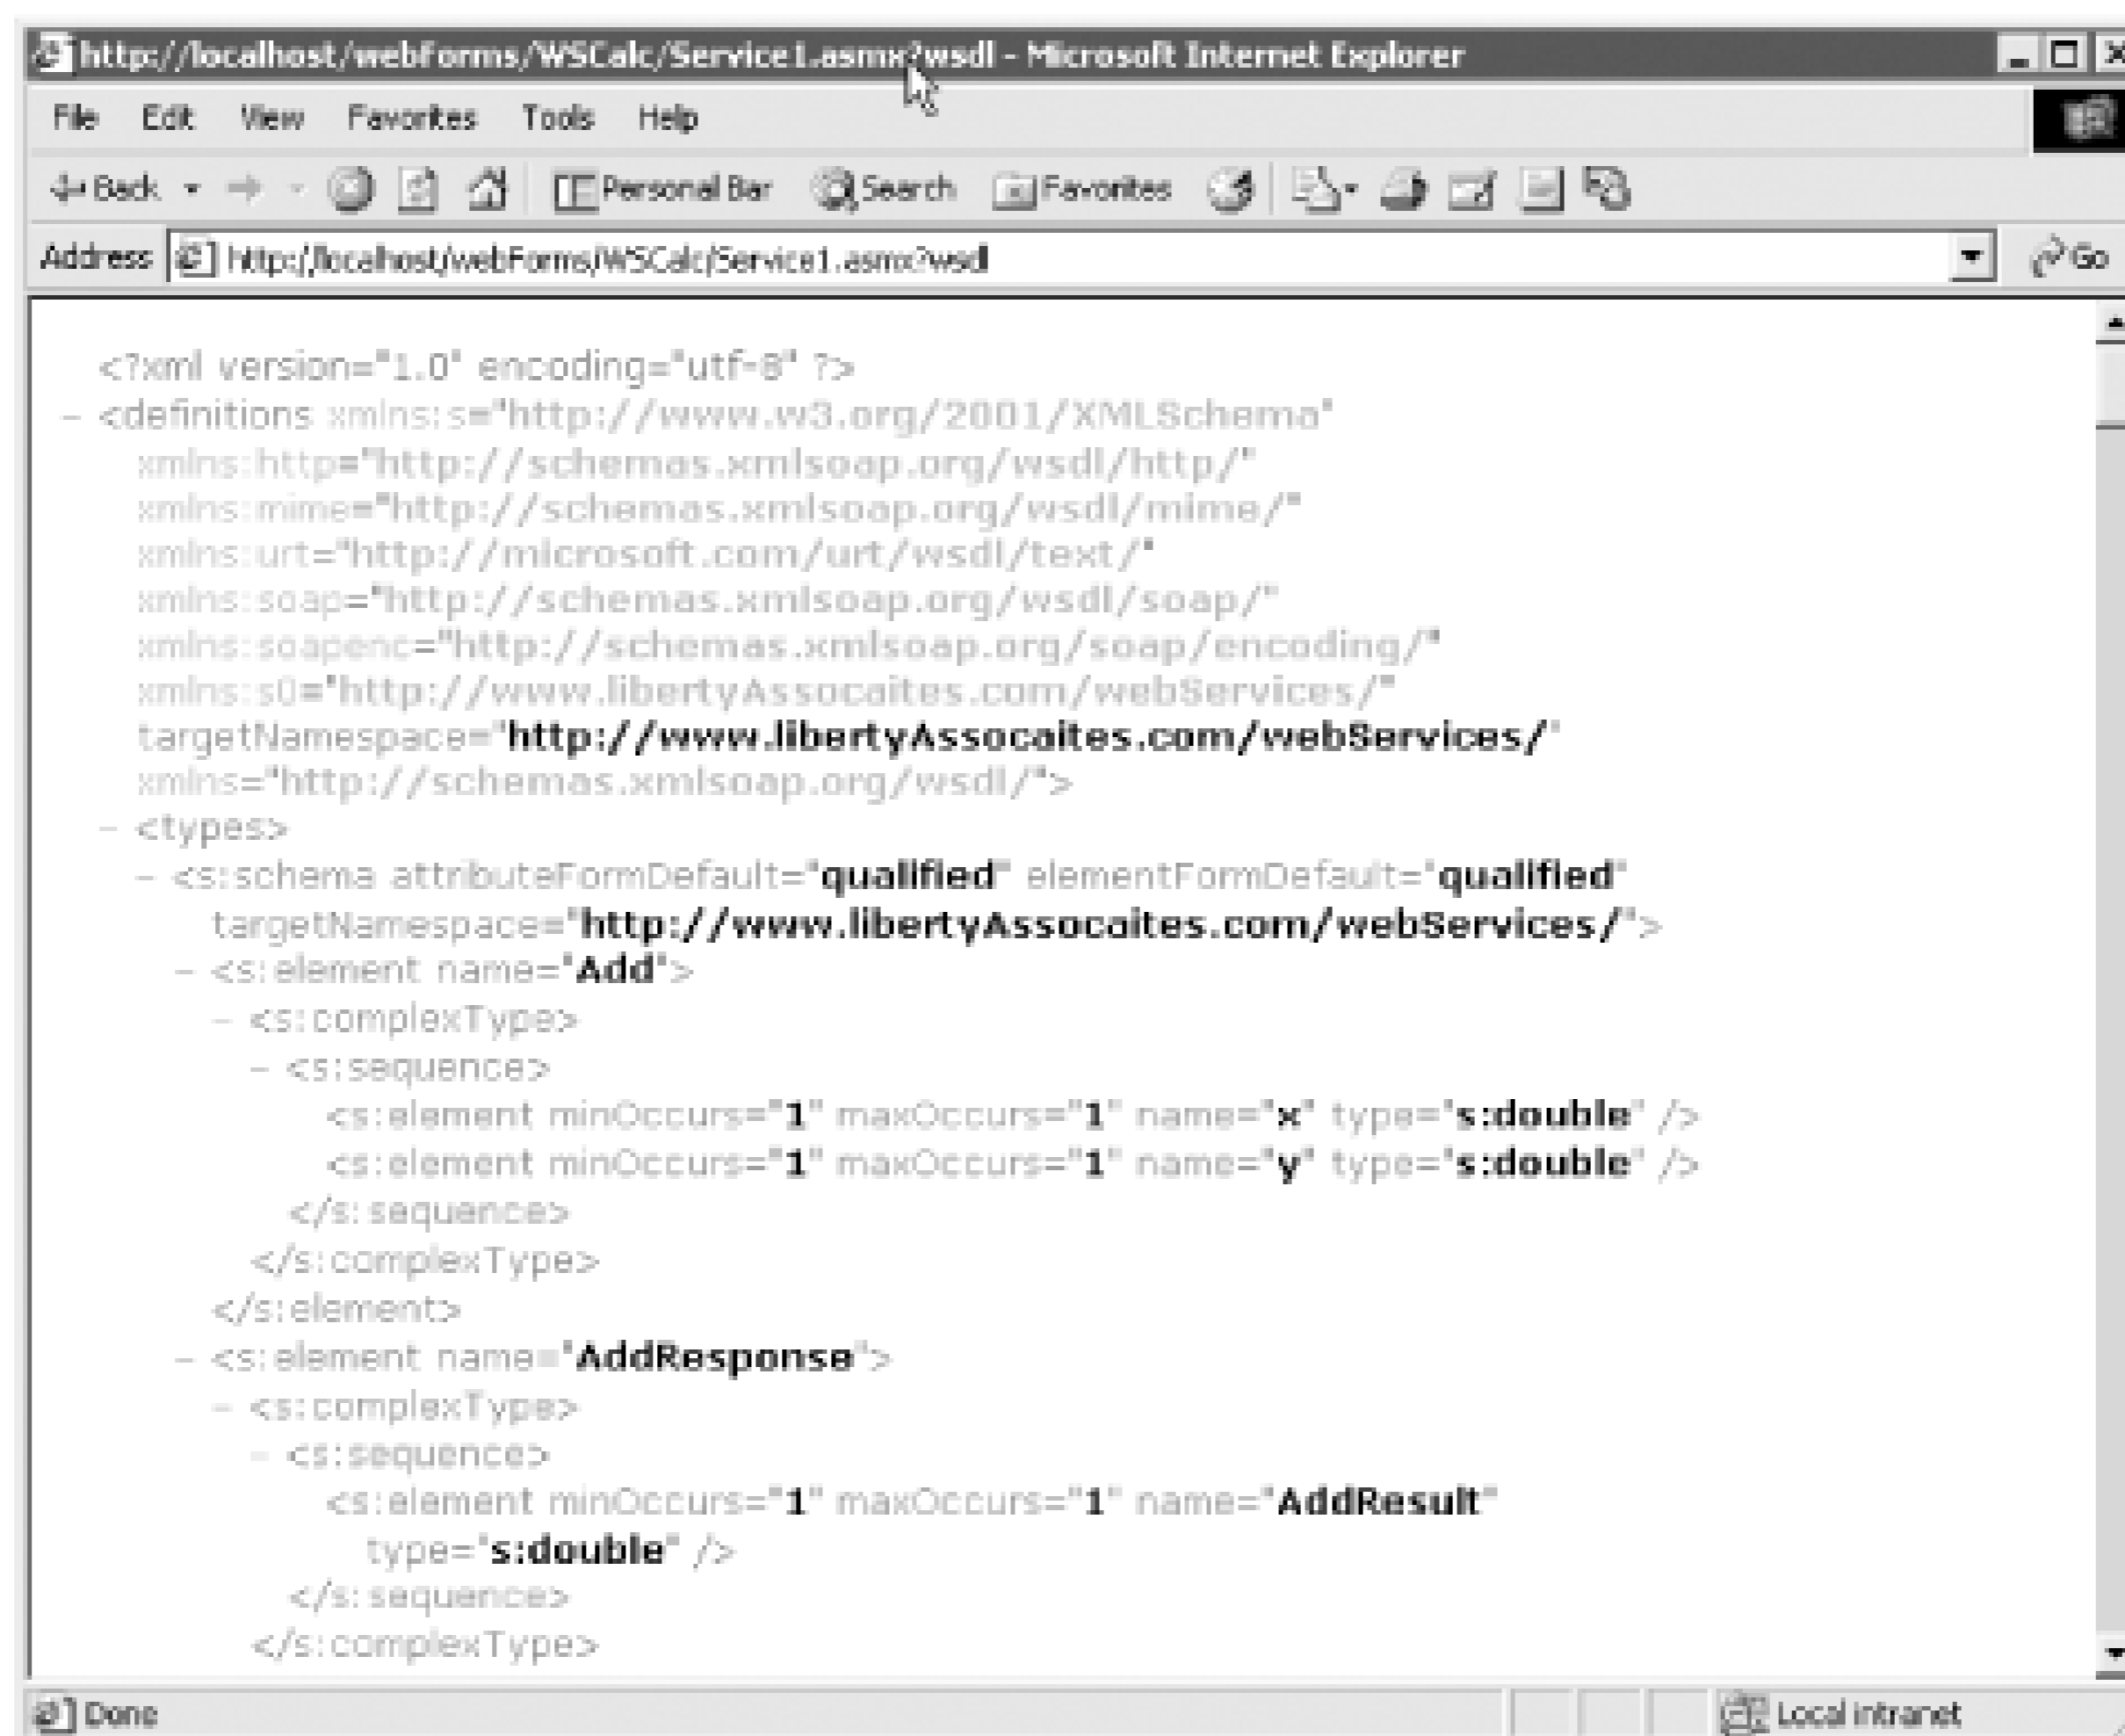 http://localhost/webForms/WSCalc/Service1.asmx?wsdl - Microsoft Internet Explorer
File Edit View Favorites Tools Help
Back Personal Bar Search Favorites
Address http://localhost/webForms/WSCalc/Service1.asmx?wsdl Go
<?xml version="1.0" encoding="utf-8" ?>
- <definitions xmlns:s="http://www.w3.org/2001/XMLSchema"
xmlns:http="http://schemas.xmlsoap.org/wsdl/http/"
xmlns:mime="http://schemas.xmlsoap.org/wsdl/mime/"
xmlns:urt="http://microsoft.com/urt/wsdl/text/"
xmlns:soap="http://schemas.xmlsoap.org/wsdl/soap/"
xmlns:soapenc="http://schemas.xmlsoap.org/soap/encoding/"
xmlns:s0="http://www.libertyAssocaites.com/webServices/"
targetNamespace="http://www.libertyAssocaites.com/webServices/"
xmlns="http://schemas.xmlsoap.org/wsdl/">
- <types>
- <s:schema attributeFormDefault="qualified" elementFormDefault="qualified"
targetNamespace="http://www.libertyAssocaites.com/webServices/">
- <s:element name="Add">
- <s:complexType>
- <s:sequence>
<s:element minOccurs="1" maxOccurs="1" name="x" type="s:double" />
<s:element minOccurs="1" maxOccurs="1" name="y" type="s:double" />
</s:sequence>
</s:complexType>
</s:element>
- <s:element name="AddResponse">
- <s:complexType>
- <s:sequence>
<s:element minOccurs="1" maxOccurs="1" name="AddResult"
type="s:double" />
</s:sequence>
</s:complexType>
Done Local intranet